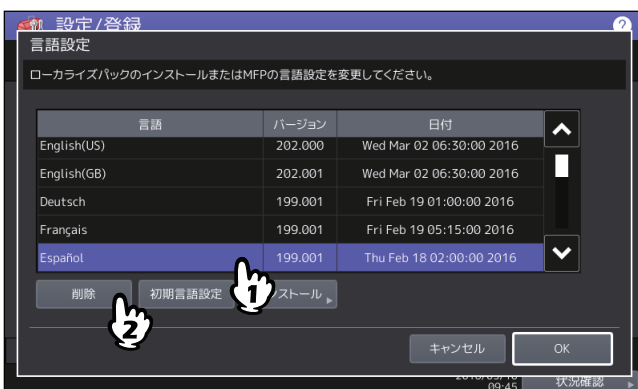 設定/登録
?
言語設定
ローカライズパックのインストールまたはMFPの言語設定を変更してください。
言語 バージョン 日付
English(US) 202.000 Wed Mar 02 06:30:00 2016
English(GB) 202.001 Wed Mar 02 06:30:00 2016
Deutsch 199.001 Fri Feb 19 01:00:00 2016
Français 199.001 Fri Feb 19 05:15:00 2016
Español 199.001 Thu Feb 18 02:00:00 2016
削除 初期言語設定 ンストール
1
2
キャンセル OK
09:45 状況確認